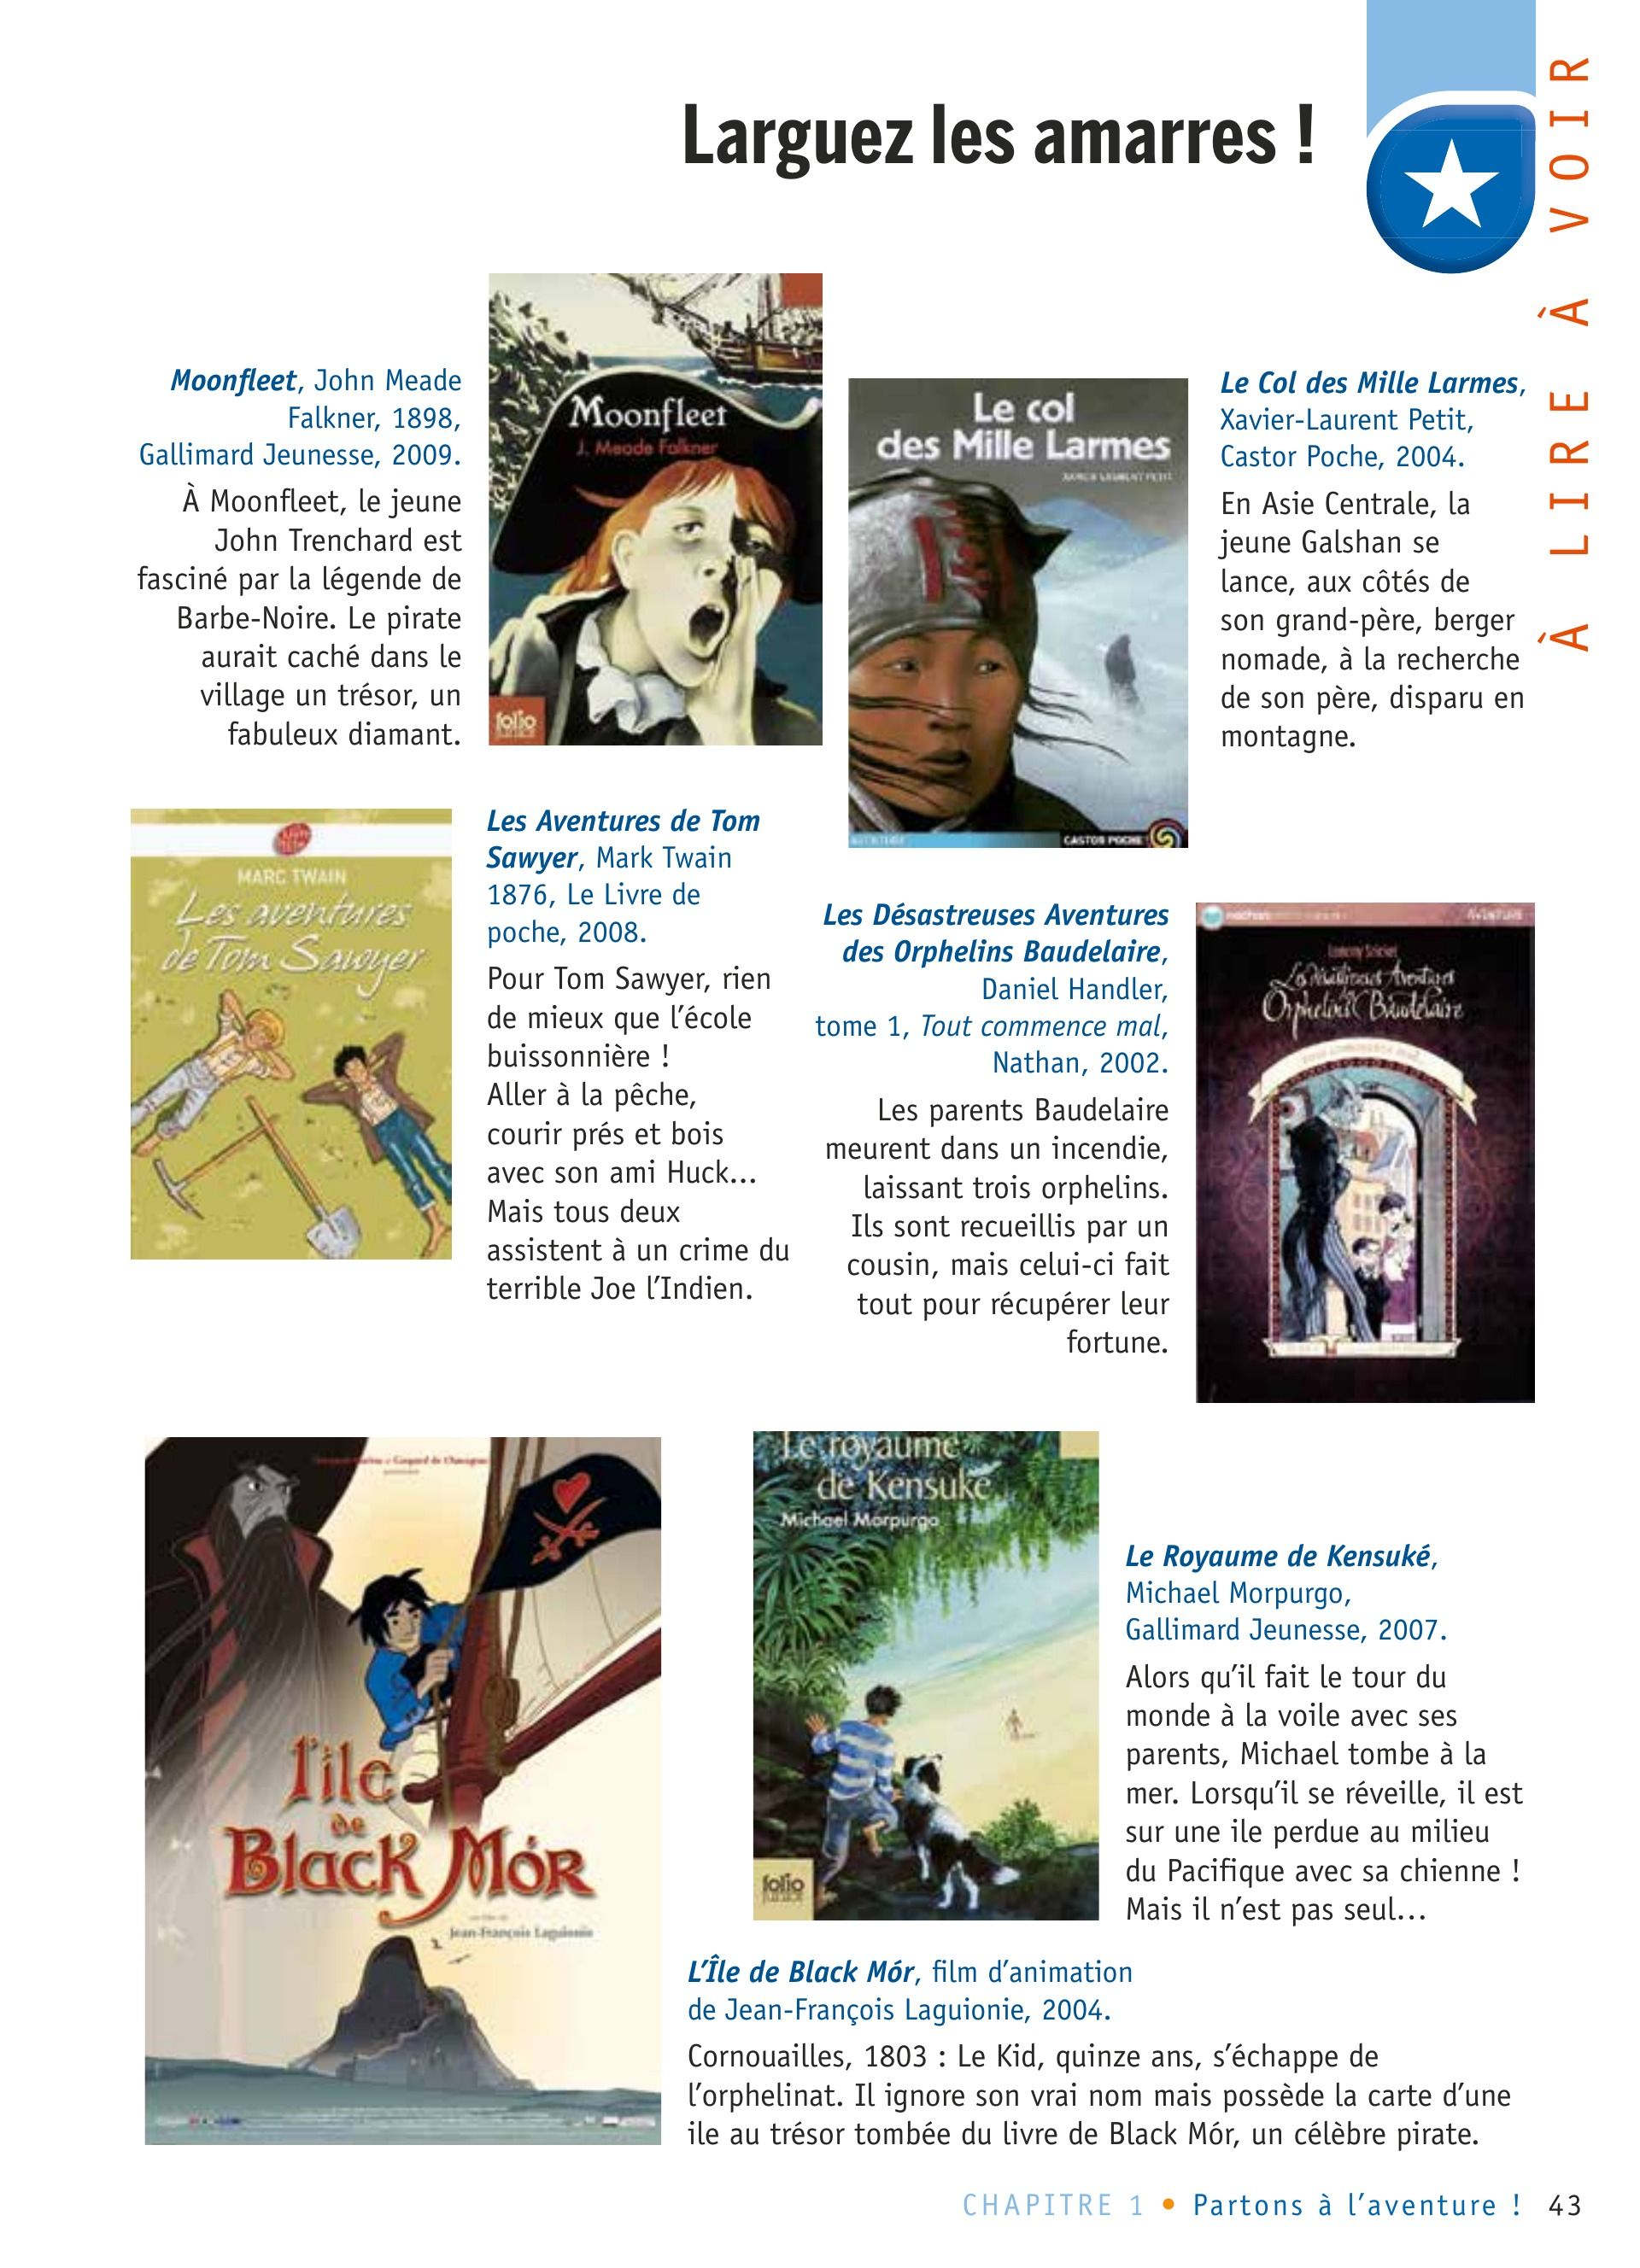 Larguez les amarres !
À LIRE À VOIR
Moonfleet, John Meade
Falkner, 1898,
Gallimard Jeunesse, 2009.
À Moonfleet, le jeune
John Trenchard est
fasciné par la légende de
Barbe-Noire. Le pirate
aurait caché dans le
village un trésor, un
fabuleux diamant.
Moonfleet
J. Meade Falkner
folio
Le col
des Mille Larmes
XAVIER-LAURENT PETIT
AVENTURE
CASTOR POCHE
Le Col des Mille Larmes,
Xavier-Laurent Petit,
Castor Poche, 2004.
En Asie Centrale, la
jeune Galshan se
lance, aux côtés de
son grand-père, berger
nomade, à la recherche
de son père, disparu en
montagne.
MARC TWAIN
Les aventures
de Tom Sawyer
Les Aventures de Tom
Sawyer, Mark Twain
1876, Le Livre de
poche, 2008.
Pour Tom Sawyer, rien
de mieux que l’école
buissonnière !
Aller à la pêche,
courir prés et bois
avec son ami Huck…
Mais tous deux
assistent à un crime du
terrible Joe l’Indien.
Les Désastreuses Aventures
des Orphelins Baudelaire,
Daniel Handler,
tome 1, Tout commence mal,
Nathan, 2002.
Les parents Baudelaire
meurent dans un incendie,
laissant trois orphelins.
Ils sont recueillis par un
cousin, mais celui-ci fait
tout pour récupérer leur
fortune.
nathan
AVENTURE
Lemony Snicket
Les désastreuses Aventures
Orphelins Baudelaire
l'île
de
Black Mór
Jean-François Laguionie
Le royaume
de Kensuké
Michael Morpurgo
folio
Le Royaume de Kensuké,
Michael Morpurgo,
Gallimard Jeunesse, 2007.
Alors qu’il fait le tour du
monde à la voile avec ses
parents, Michael tombe à la
mer. Lorsqu’il se réveille, il est
sur une ile perdue au milieu
du Pacifique avec sa chienne !
Mais il n’est pas seul…
L’Île de Black Mór, film d’animation
de Jean-François Laguionie, 2004.
Cornouailles, 1803 : Le Kid, quinze ans, s’échappe de
l’orphelinat. Il ignore son vrai nom mais possède la carte d’une
ile au trésor tombée du livre de Black Mór, un célèbre pirate.
CHAPITRE 1 • Partons à l’aventure ! 43